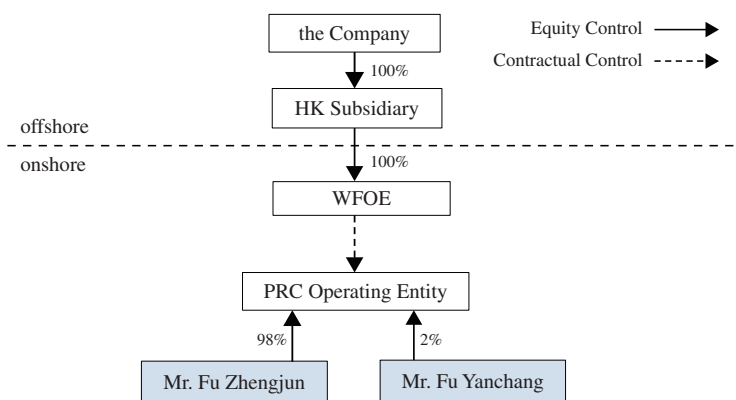 the Company
Equity Control
Contractual Control
100%
HK Subsidiary
offshore
onshore
100%
WFOE
PRC Operating Entity
98%
2%
Mr. Fu Zhengjun
Mr. Fu Yanchang